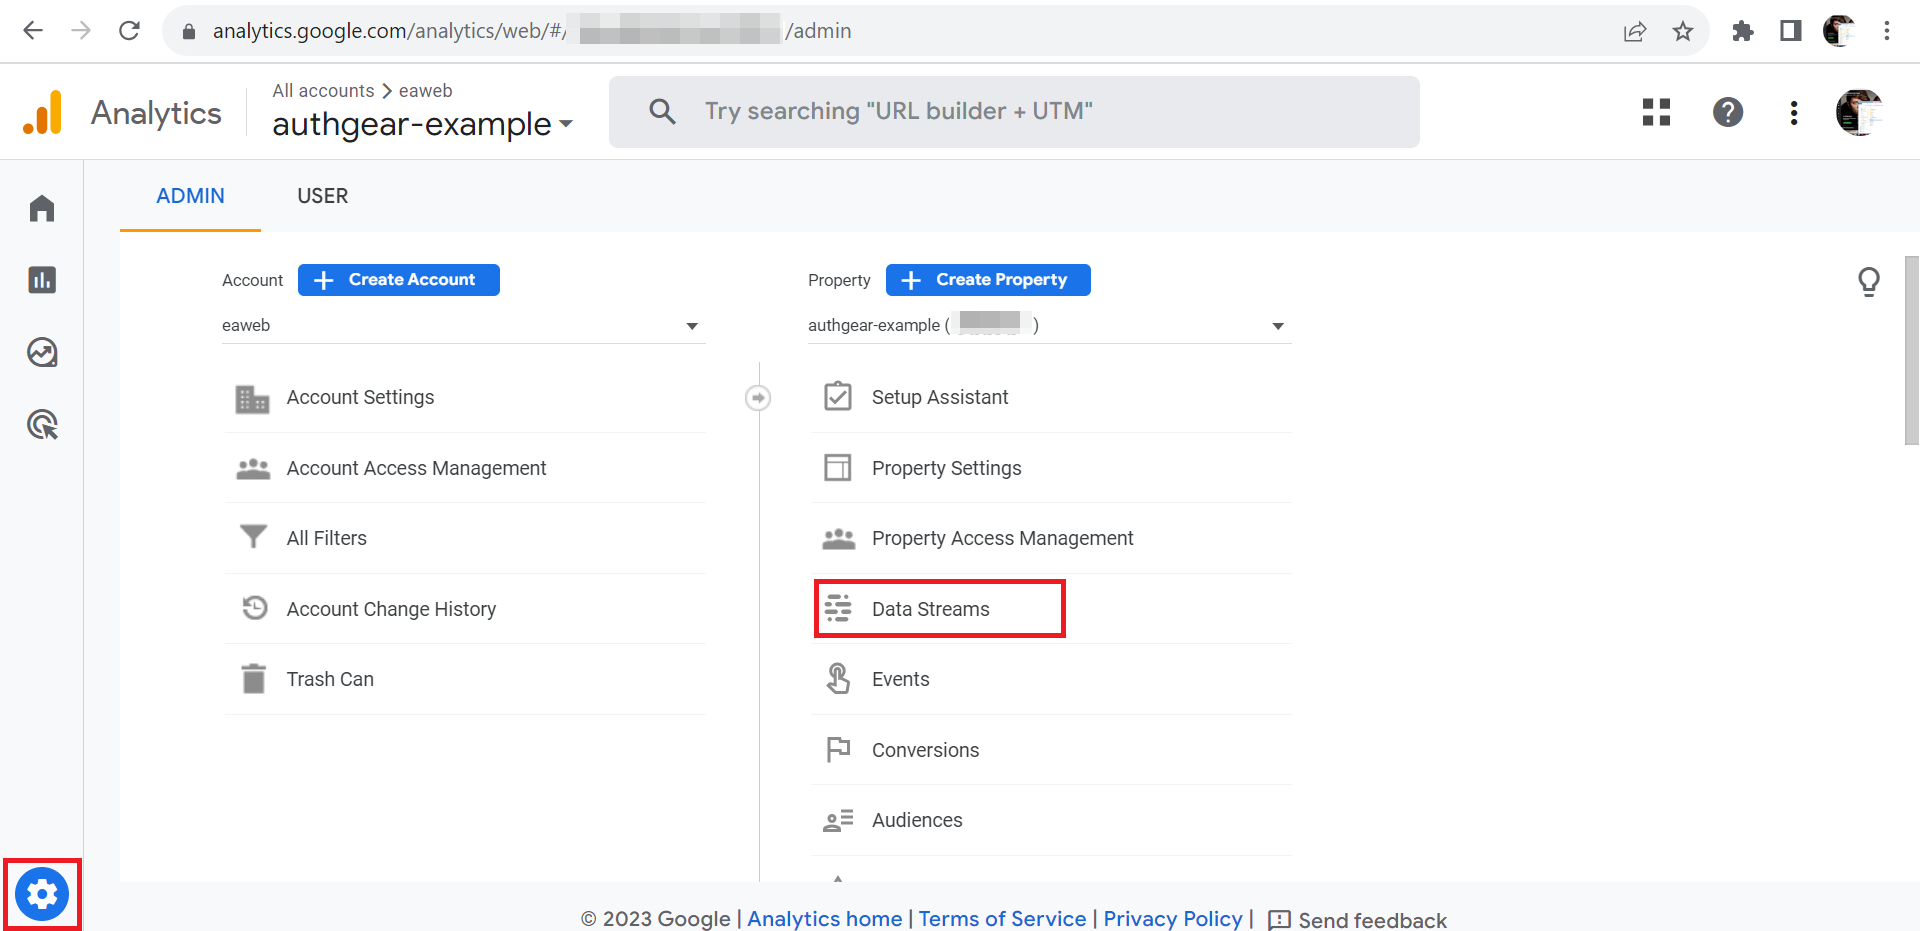 analytics.google.com/analytics/web/#/ /admin
Analytics
All accounts > eaweb
authgear-example
Try searching "URL builder + UTM"
ADMIN
USER
Account
+ Create Account
eaweb
Account Settings
Account Access Management
All Filters
Account Change History
Trash Can
Property
+ Create Property
authgear-example ( )
Setup Assistant
Property Settings
Property Access Management
Data Streams
Events
Conversions
Audiences
© 2023 Google | Analytics home | Terms of Service | Privacy Policy | Send feedback